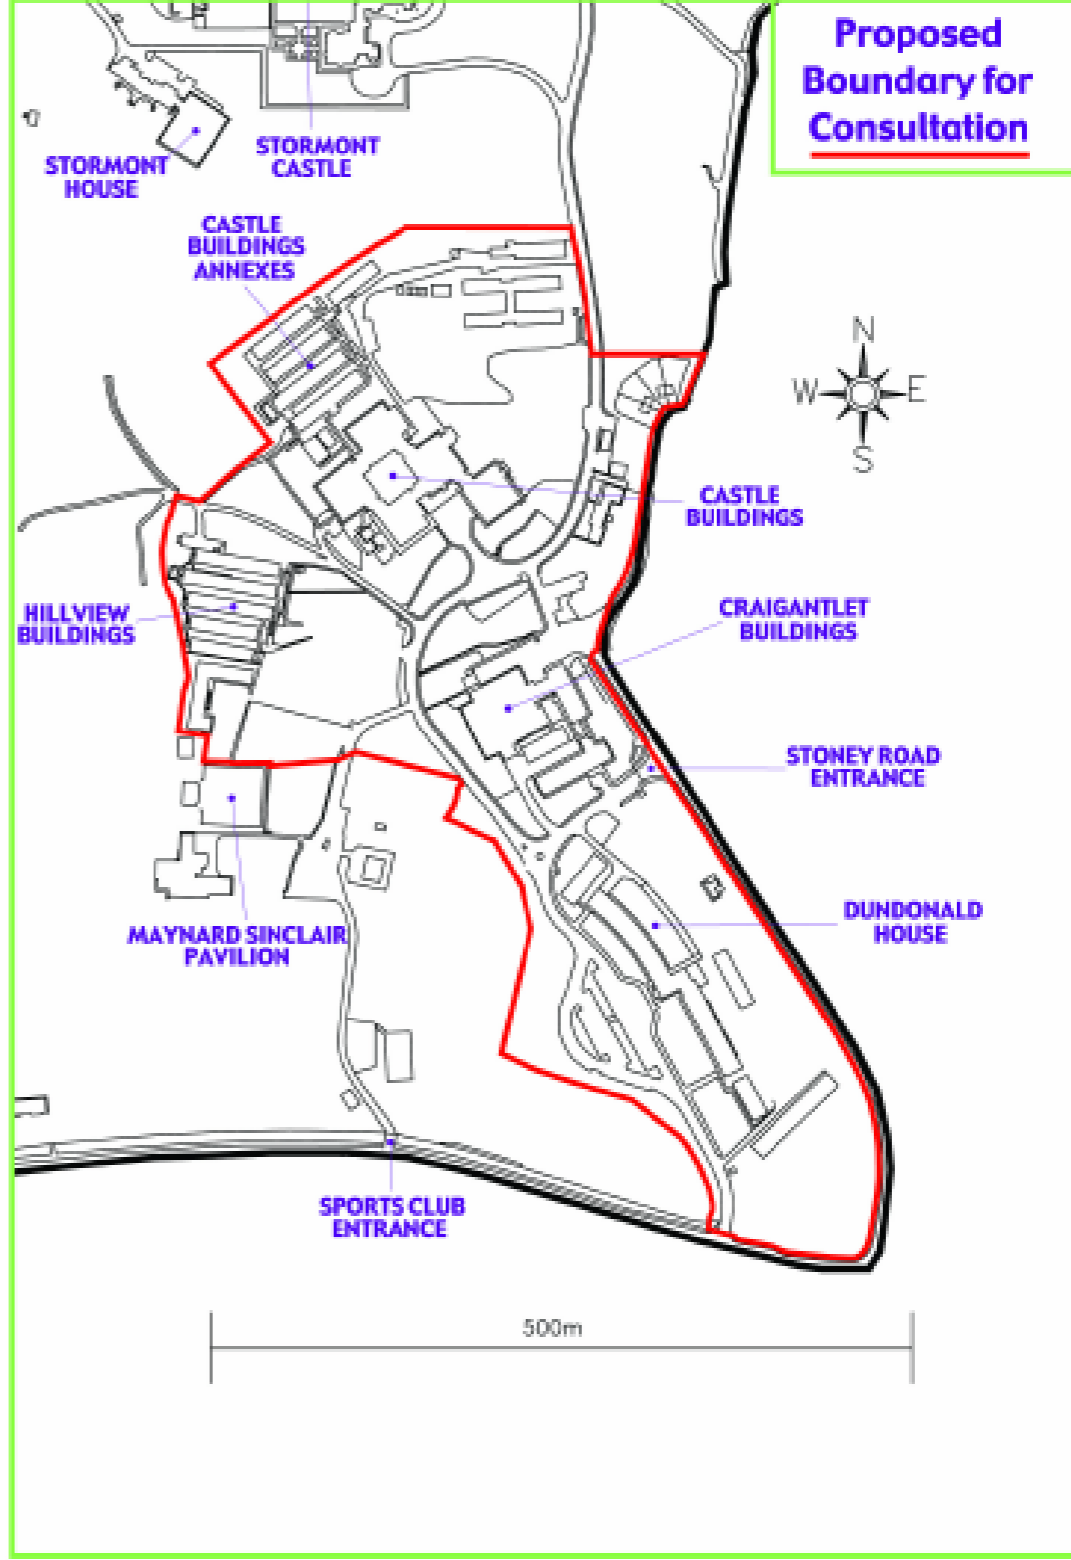 Proposed
Boundary for
Consultation
STORMONT
HOUSE
STORMONT
CASTLE
CASTLE
BUILDINGS
ANNEXES
N
W
E
S
CASTLE
BUILDINGS
HILLVIEW
BUILDINGS
CRAIGANTLET
BUILDINGS
STONEY ROAD
ENTRANCE
DUNDONALD
HOUSE
MAYNARD SINCLAIR
PAVILION
SPORTS CLUB
ENTRANCE
500m